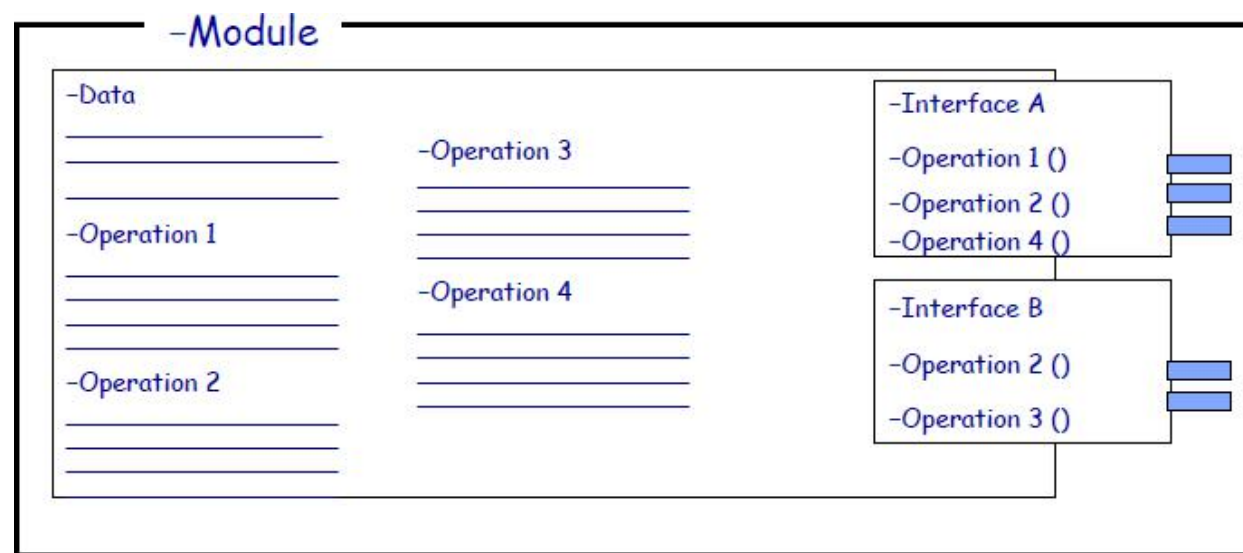 -Module
-Data
-Operation 1
-Operation 2
-Operation 3
-Operation 4
-Interface A
-Operation 1 ()
-Operation 2 ()
-Operation 4 ()
-Interface B
-Operation 2 ()
-Operation 3 ()